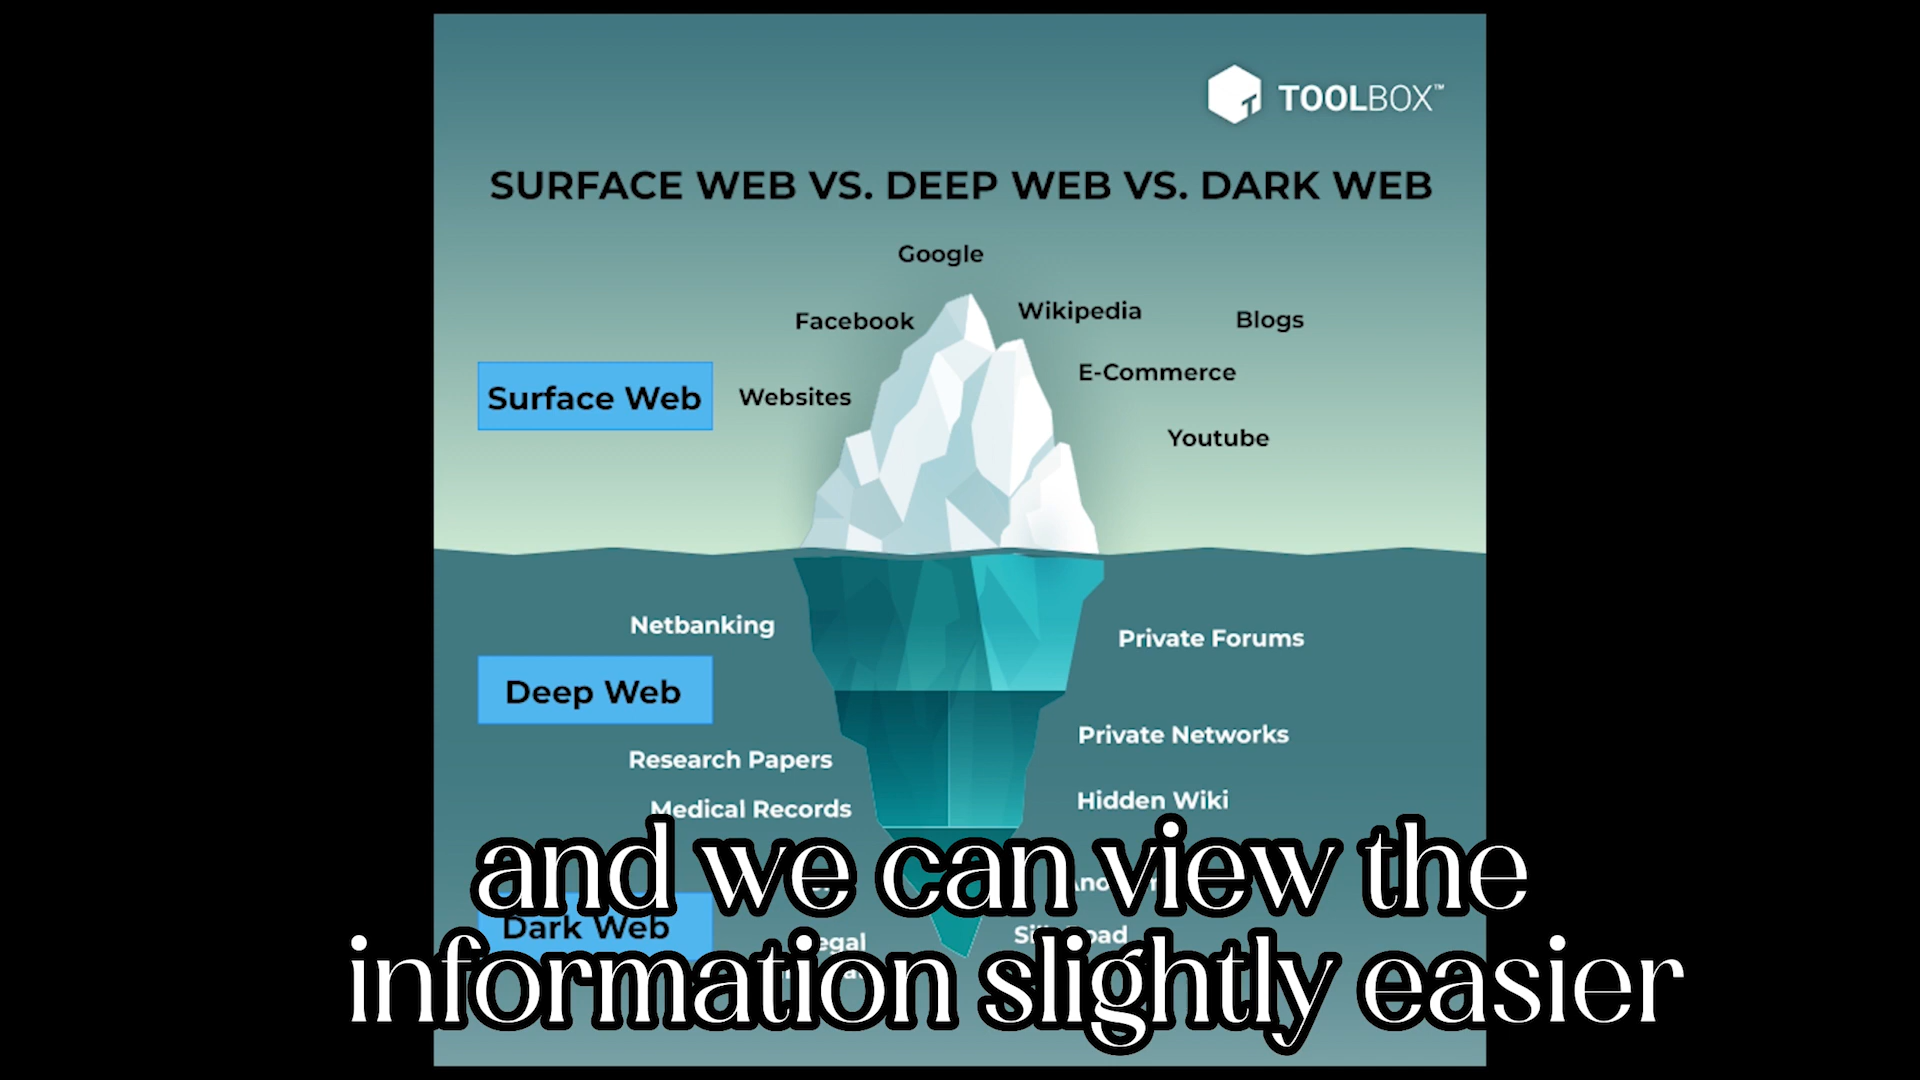 TOOLBOX™
SURFACE WEB VS. DEEP WEB VS. DARK WEB
Google
Facebook
Wikipedia
Blogs
E-Commerce
Surface Web
Websites
Youtube
Netbanking
Private Forums
Deep Web
Private Networks
Research Papers
Hidden Wiki
Medical Records
and we can view the
Dark Web
information slightly easier